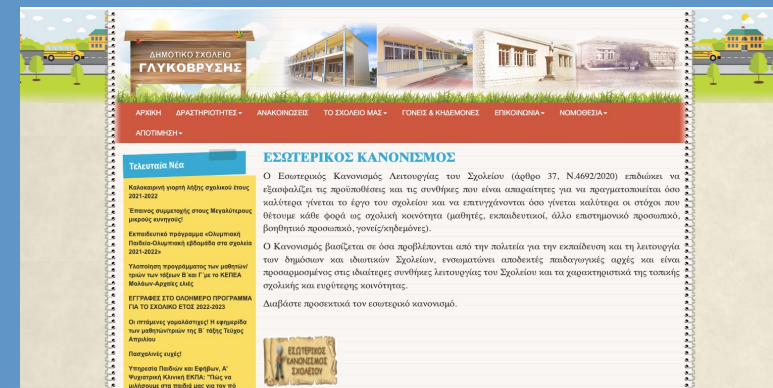 ΔΗΜΟΤΙΚΟ ΣΧΟΛΕΙΟ
ΓΛΥΚΟΒΡΥΣΗΣ
ΑΡΧΙΚΗ ΔΡΑΣΤΗΡΙΟΤΗΤΕΣ ΑΝΑΚΟΙΝΩΣΕΙΣ ΤΟ ΣΧΟΛΕΙΟ ΜΑΣ ΓΟΝΕΙΣ & ΚΗΔΕΜΟΝΕΣ ΕΠΙΚΟΙΝΩΝΙΑ ΝΟΜΟΘΕΣΙΑ
ΑΠΟΤΙΜΗΣΗ
Τελευταία Νέα
Καλοκαιρινή γιορτή λήξης σχολικού έτους
2021-2022
Έπαινος συμμετοχής στους Μεγαλύτερους
μικρούς κυνηγούς!
Εκπαιδευτικό πρόγραμμα «Ολυμπιακή
Παιδεία-Ολυμπιακή εβδομάδα στα σχολεία
2021-2022»
Υλοποίηση προγράμματος των μαθητών/
τριών των τάξεων Β΄και Γ΄με το ΚΕΠΕΑ
Μολάων-Αρχαίες ελιές
ΕΓΓΡΑΦΕΣ ΣΤΟ ΟΛΟΗΜΕΡΟ ΠΡΟΓΡΑΜΜΑ
ΓΙΑ ΤΟ ΣΧΟΛΙΚΟ ΕΤΟΣ 2022-2023
Οι ιπτάμενες γομολάστιχες! Η εφημερίδα
των μαθητών/τριών της Β΄ τάξης Τεύχος
Απριλίου
Πασχαλινές ευχές!
Υπηρεσία Παιδιών και Εφήβων, Α'
Ψυχιατρική Κλινική ΕΚΠΑ: "Πώς να
μιλήσουμε στα παιδιά μας για τον πό
ΕΣΩΤΕΡΙΚΟΣ ΚΑΝΟΝΙΣΜΟΣ
Ο Εσωτερικός Κανονισμός Λειτουργίας του Σχολείου (άρθρο 37, Ν.4692/2020) επιδιώκει να
εξασφαλίζει τις προϋποθέσεις και τις συνθήκες που είναι απαραίτητες για να πραγματοποιείται όσο
καλύτερα γίνεται το έργο του σχολείου και να επιτυγχάνονται όσο γίνεται καλύτερα οι στόχοι που
θέτουμε κάθε φορά ως σχολική κοινότητα (μαθητές, εκπαιδευτικοί, άλλο επιστημονικό προσωπικό,
βοηθητικό προσωπικό, γονείς/κηδεμόνες).
Ο Κανονισμός βασίζεται σε όσα προβλέπονται από την πολιτεία για την εκπαίδευση και τη λειτουργία
των δημόσιων και ιδιωτικών Σχολείων, ενσωματώνει αποδεκτές παιδαγωγικές αρχές και είναι
προσαρμοσμένος στις ιδιαίτερες συνθήκες λειτουργίας του Σχολείου και τα χαρακτηριστικά της τοπικής
σχολικής και ευρύτερης κοινότητας.
Διαβάστε προσεκτικά τον εσωτερικό κανονισμό.
ΕΣΩΤΕΡΙΚΟΣ
ΚΑΝΟΝΙΣΜΟΣ
ΣΧΟΛΕΙΟΥ